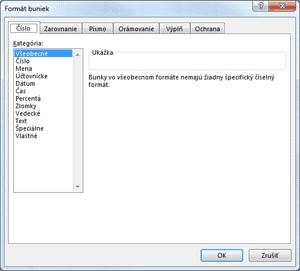 Formát buniek
Číslo Zarovnanie Písmo Orámovanie Výplň Ochrana
Kategória:
Všeobecné
Číslo
Mena
Účtovnícke
Dátum
Čas
Percentá
Zlomky
Vedecké
Text
Špeciálne
Vlastné
Ukážka
Bunky vo všeobecnom formáte nemajú žiadny špecifický číselný
formát.
OK Zrušiť